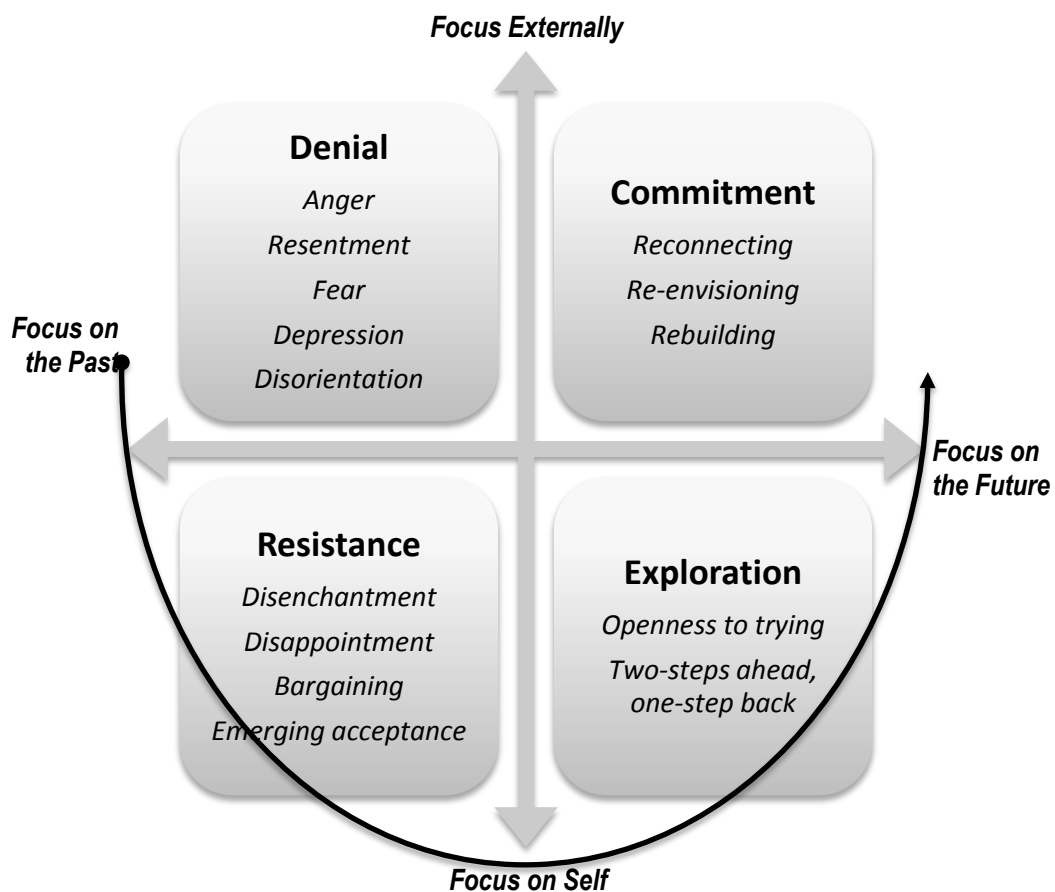 Focus Externally
Denial
Anger
Resentment
Fear
Depression
Disorientation
Commitment
Reconnecting
Re-envisioning
Rebuilding
Focus on
the Past
Focus on
the Future
Resistance
Disenchantment
Disappointment
Bargaining
Emerging acceptance
Exploration
Openness to trying
Two-steps ahead,
one-step back
Focus on Self